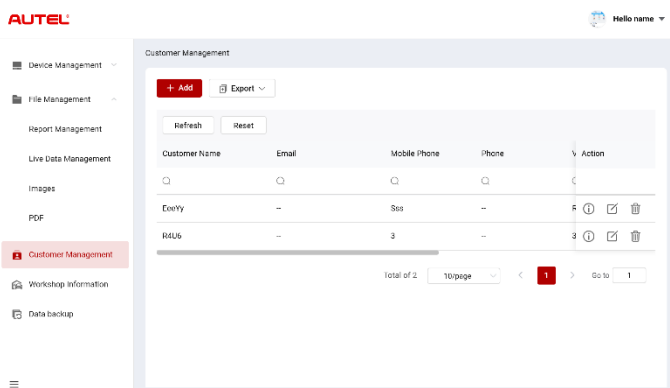 AUTEL
Hello name
Device Management
File Management
Report Management
Live Data Management
Images
PDF
Customer Management
Workshop Information
Data backup
Customer Management
+ Add
Export
Refresh
Reset
Customer Name Email Mobile Phone Phone V Action
EeeYy -- Sss -- R
R4U6 -- 3 -- 3
Total of 2 10/page < 1 > Go to 1